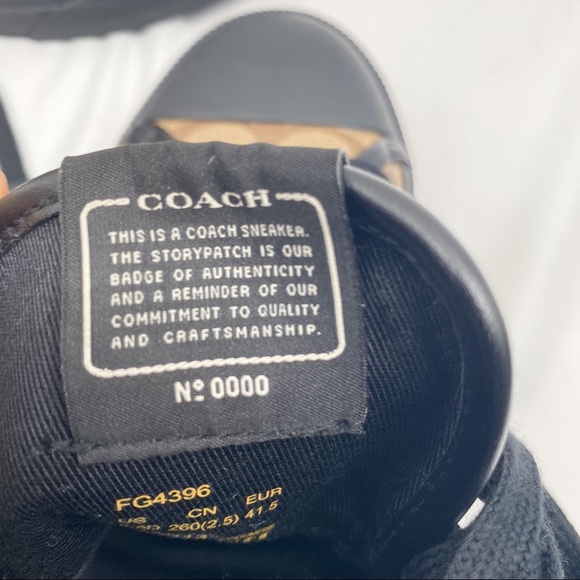 COACH
THIS IS A COACH SNEAKER.
THE STORYPATCH IS OUR
BADGE OF AUTHENTICITY
AND A REMINDER OF OUR
COMMITMENT TO QUALITY
AND CRAFTSMANSHIP.
Nº 0000
FG4396
US CN EUR
260(2.5) 41.5